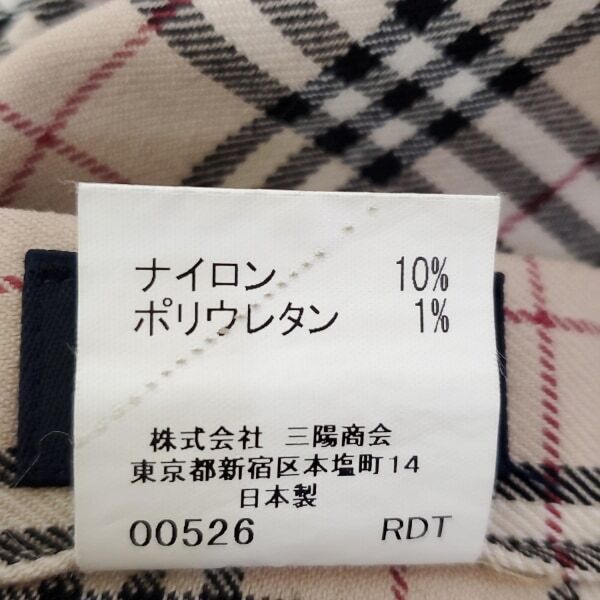 ナイロン 10%
ポリウレタン 1%
株式会社 三陽商会
東京都新宿区本塩町14
日本製
00526 RDT